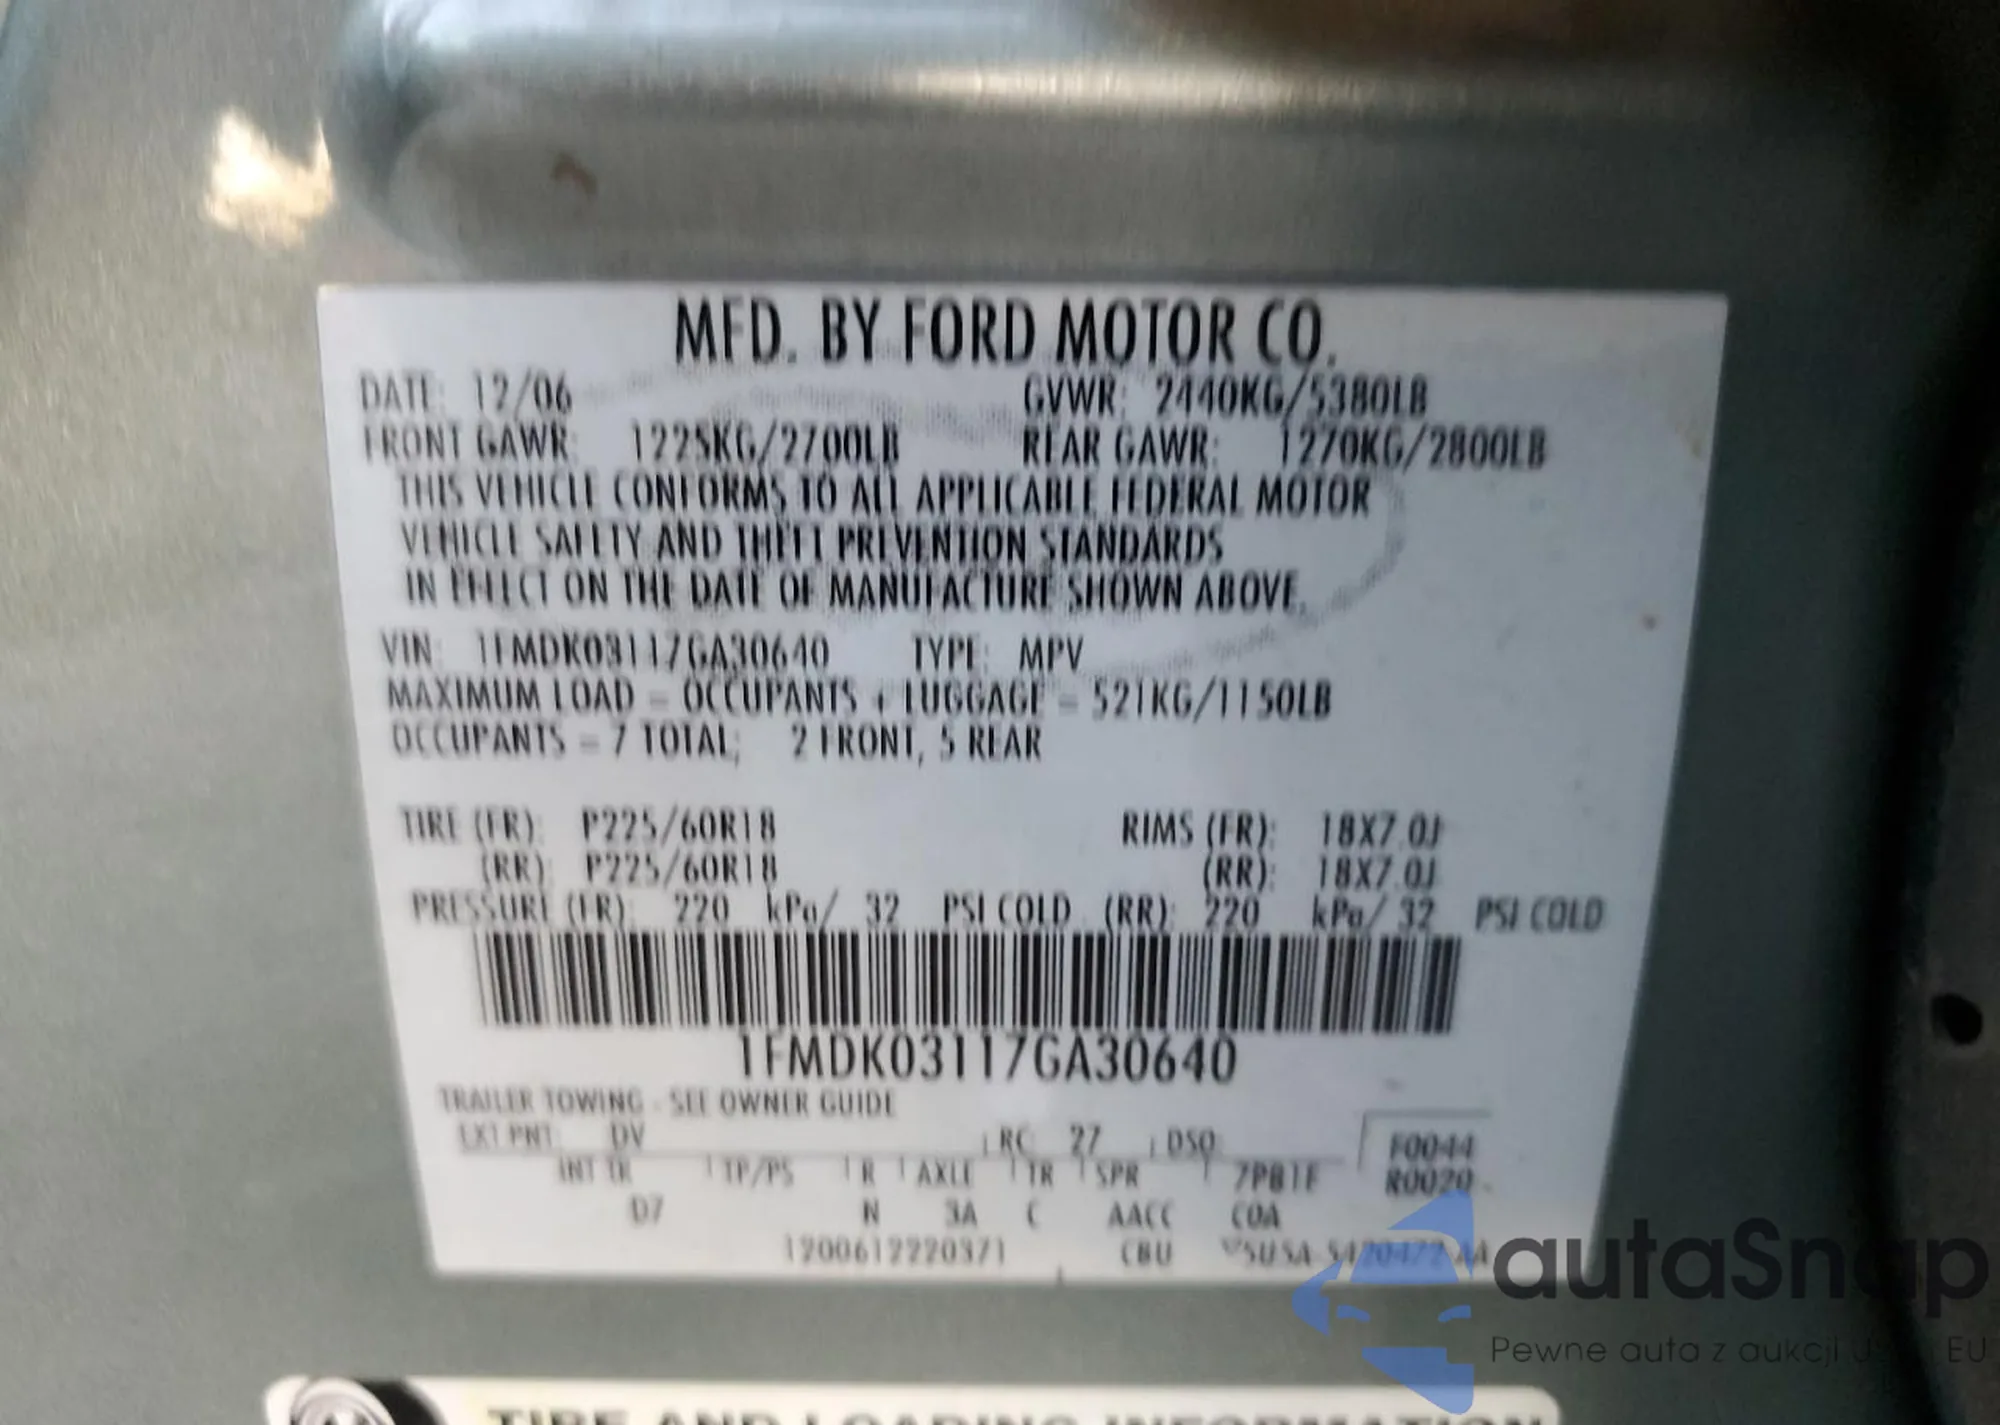 MFD. BY FORD MOTOR CO.
DATE: 12/06 GVWR: 2440KG/5380LB
FRONT GAWR: 1225KG/2700LB REAR GAWR: 1270KG/2800LB
THIS VEHICLE CONFORMS TO ALL APPLICABLE FEDERAL MOTOR
VEHICLE SAFETY AND THEFT PREVENTION STANDARDS
IN EFFECT ON THE DATE OF MANUFACTURE SHOWN ABOVE.
VIN: 1FMDK03117GA30640 TYPE: MPV
MAXIMUM LOAD = OCCUPANTS + LUGGAGE = 521KG/1150LB
OCCUPANTS = 7 TOTAL; 2 FRONT, 5 REAR
TIRE (FR): P225/60R18 RIMS (FR): 18X7.0J
(RR): P225/60R18 (RR): 18X7.0J
PRESSURE (FR): 220 kPa/ 32 PSI COLD (RR): 220 kPa/ 32 PSI COLD
1FMDK03117GA30640
TRAILER TOWING - SEE OWNER GUIDE
EXT PNT: DV RC: 27 DSO: F0044
INT TR TP/PS R AXLE TR SPR 7PB1F R0020
D7 N 3A C AACC COA
1200612220371 CBU
autaSnap
Pewne auta z aukcji EU
TIRE AND LOADING INFORMATION